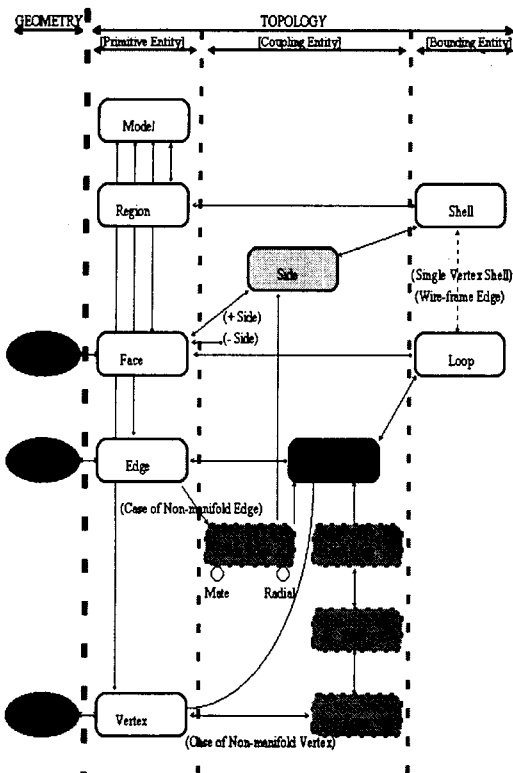 GEOMETRY TOPOLOGY
[Primitive Entity] [Coupling Entity] [Bounding Entity]
Model
Region Shell
Side
(Single Vertex Shell)
(Wire-frame Edge)
(+ Side)
(- Side)
Face Loop
Edge
(Case of Non-manifold Edge)
Mate Radial
Vertex
(Case of Non-manifold Vertex)